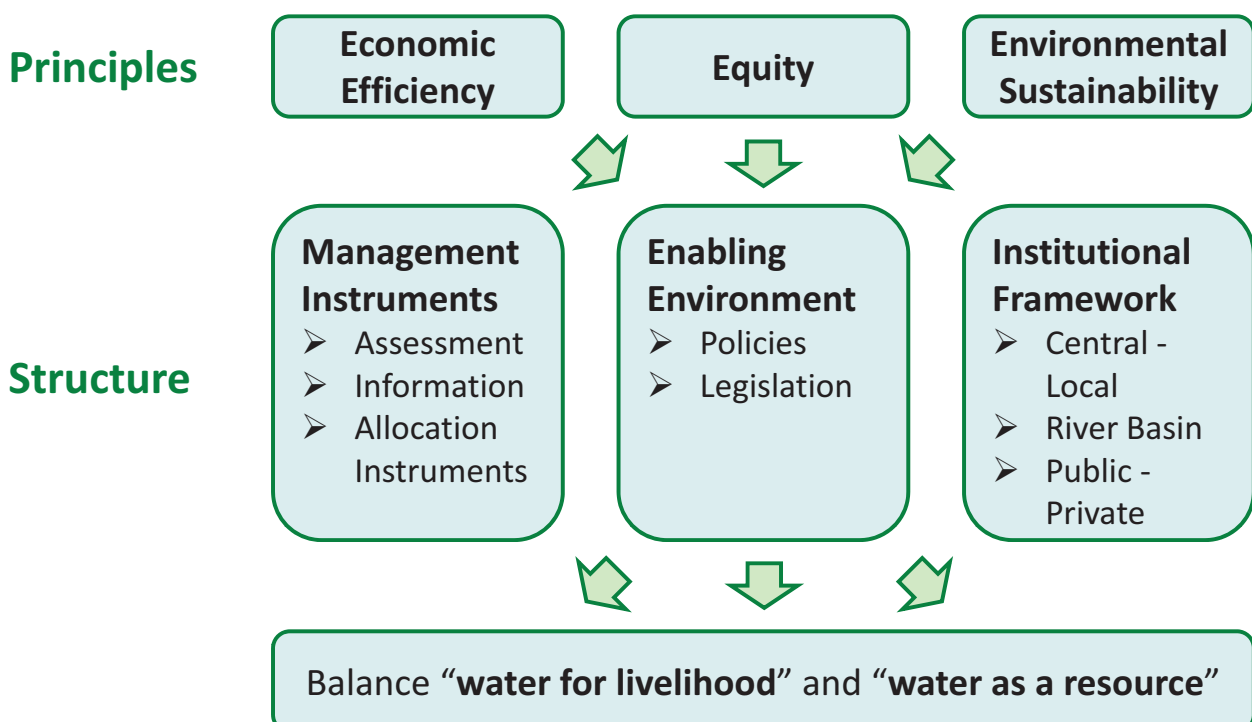 Principles
Economic
Efficiency
Equity
Environmental
Sustainability
Structure
Management
Instruments
➢ Assessment
➢ Information
➢ Allocation
Instruments
Enabling
Environment
➢ Policies
➢ Legislation
Institutional
Framework
➢ Central -
Local
➢ River Basin
➢ Public -
Private
Balance “water for livelihood” and “water as a resource”